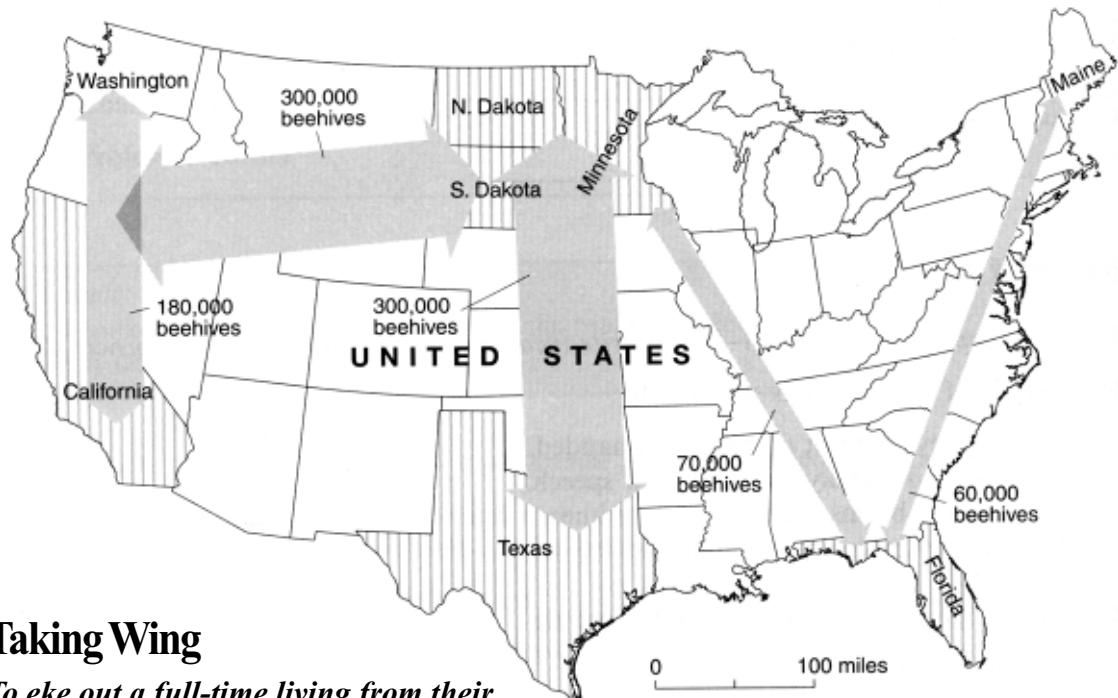 Washington
300,000
beehives
N. Dakota
Minnesota
Maine
S. Dakota
180,000
beehives
300,000
beehives
UNITED STATES
California
70,000
beehives
60,000
beehives
Texas
Florida
Taking Wing
To eke out a full-time living from their
0 100 miles